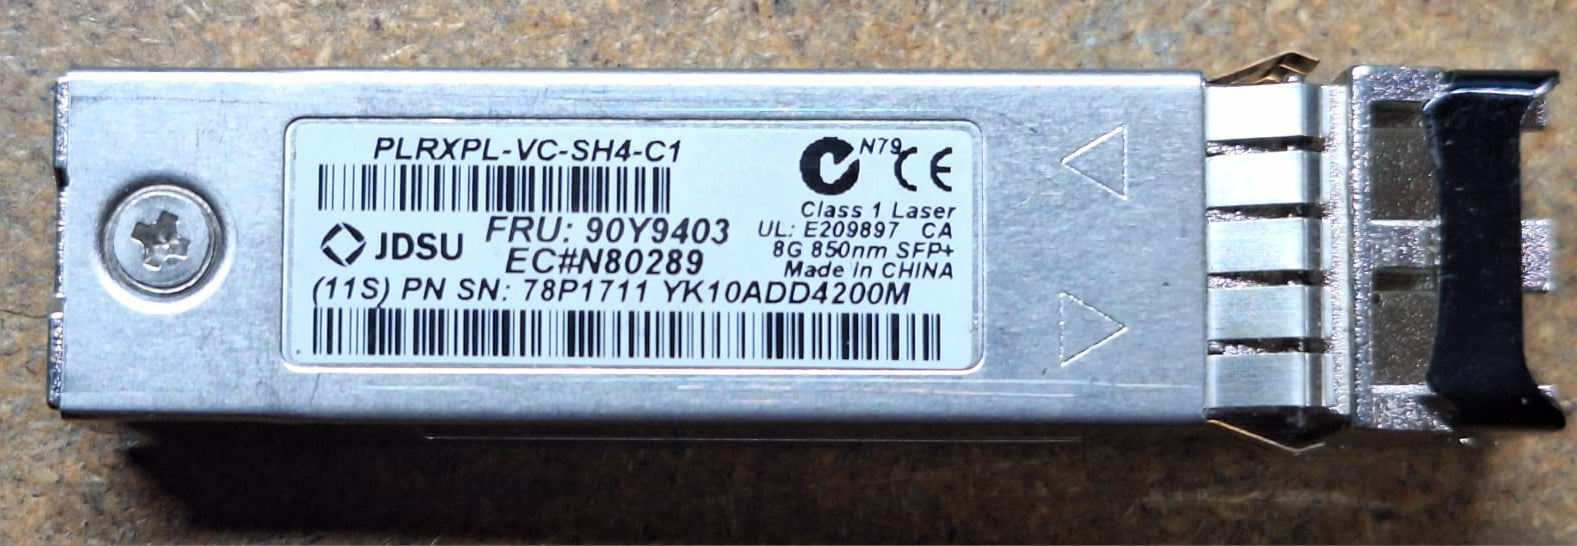 PLRXPL-VC-SH4-C1
N79
CE
JDSU
FRU: 90Y9403
EC#N80289
Class 1 Laser
UL: E209897 CA
8G 850nm SFP+
Made in CHINA
(11S) PN SN: 78P1711 YK10ADD4200M